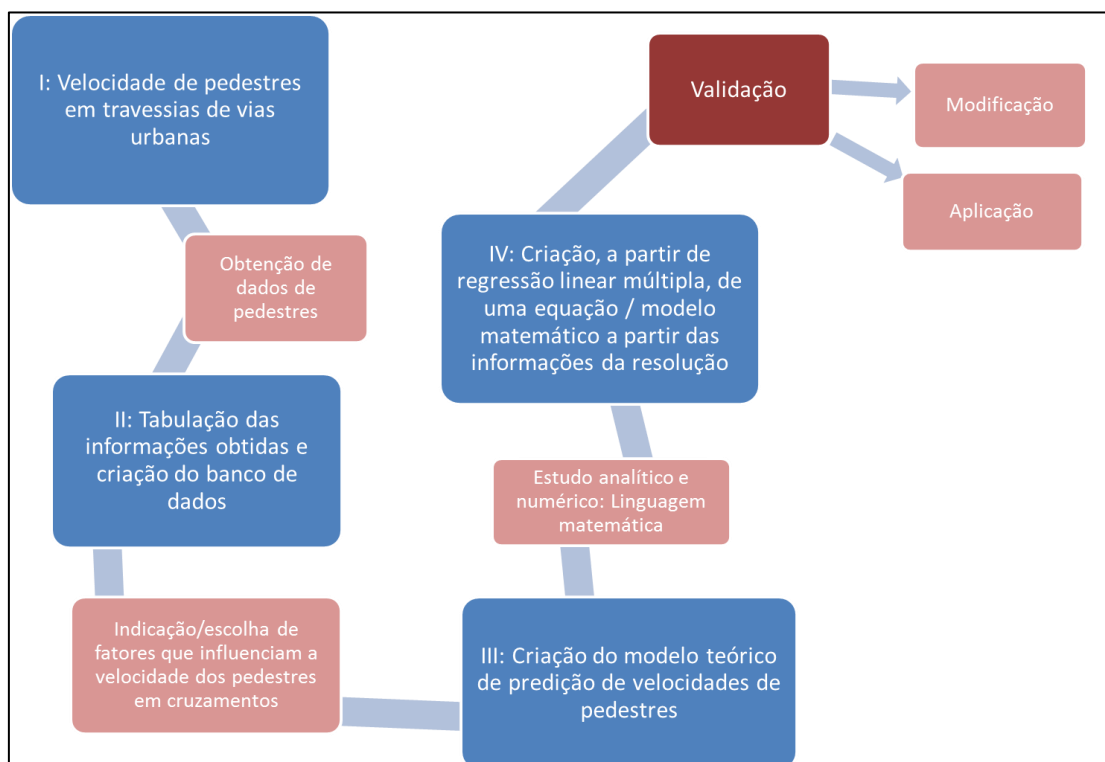 I: Velocidade de pedestres
em travessias de vias
urbanas
Obtenção de
dados de
pedestres
II: Tabulação das
informações obtidas e
criação do banco de
dados
Indicação/escolha de
fatores que influenciam a
velocidade dos pedestres
em cruzamentos
III: Criação do modelo teórico
de predição de velocidades de
pedestres
Estudo analítico e
numérico: Linguagem
matemática
IV: Criação, a partir de
regressão linear múltipla, de
uma equação / modelo
matemático a partir das
informações da resolução
Validação
Modificação
Aplicação